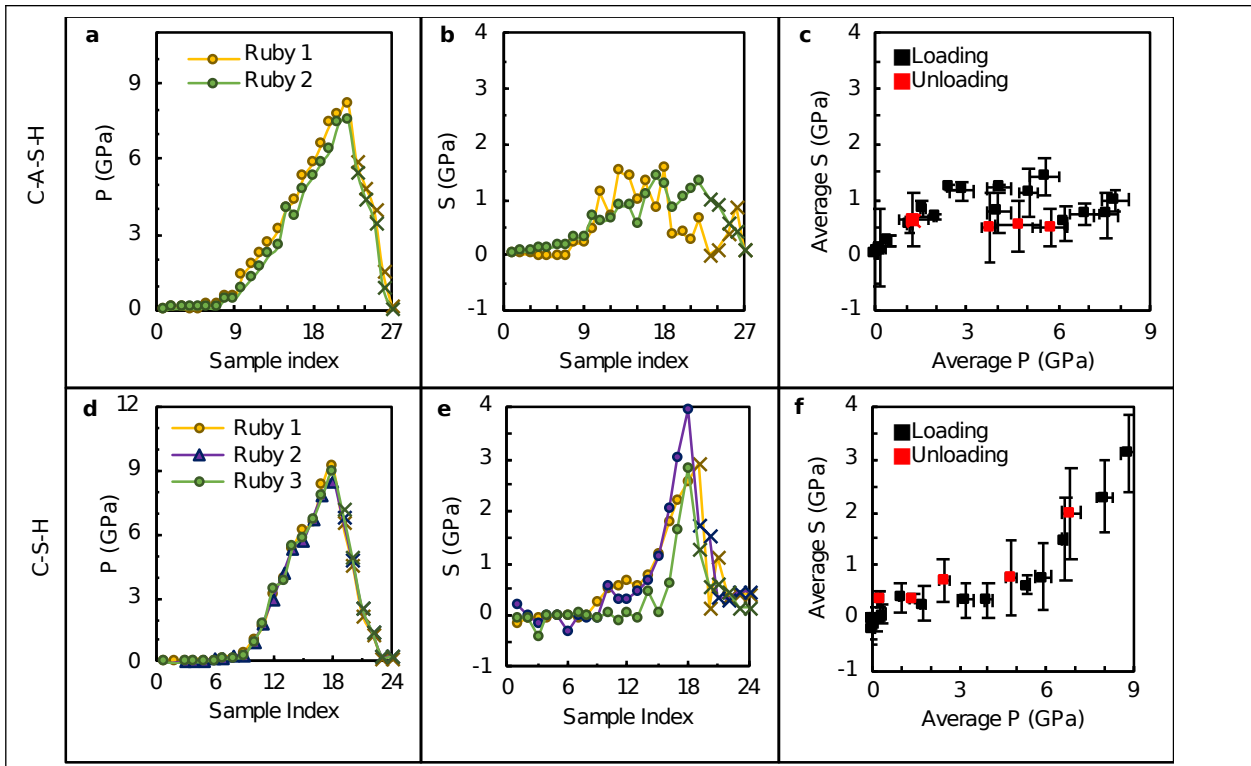 C-A-S-H
a
Ruby 1
Ruby 2
P (GPa)
9
6
3
0
0 9 18 27
Sample index
b
S (GPa)
4
3
2
1
0
-1
0 9 18 27
Sample index
c
Loading
Unloading
Average S (GPa)
4
3
2
1
0
-1
0 3 6 9
Average P (GPa)
C-S-H
d
Ruby 1
Ruby 2
Ruby 3
P (GPa)
12
9
6
3
0
0 6 12 18 24
Sample Index
e
S (GPa)
4
3
2
1
0
-1
0 6 12 18 24
Sample Index
f
Loading
Unloading
Average S (GPa)
4
3
2
1
0
-1
0 3 6 9
Average P (GPa)